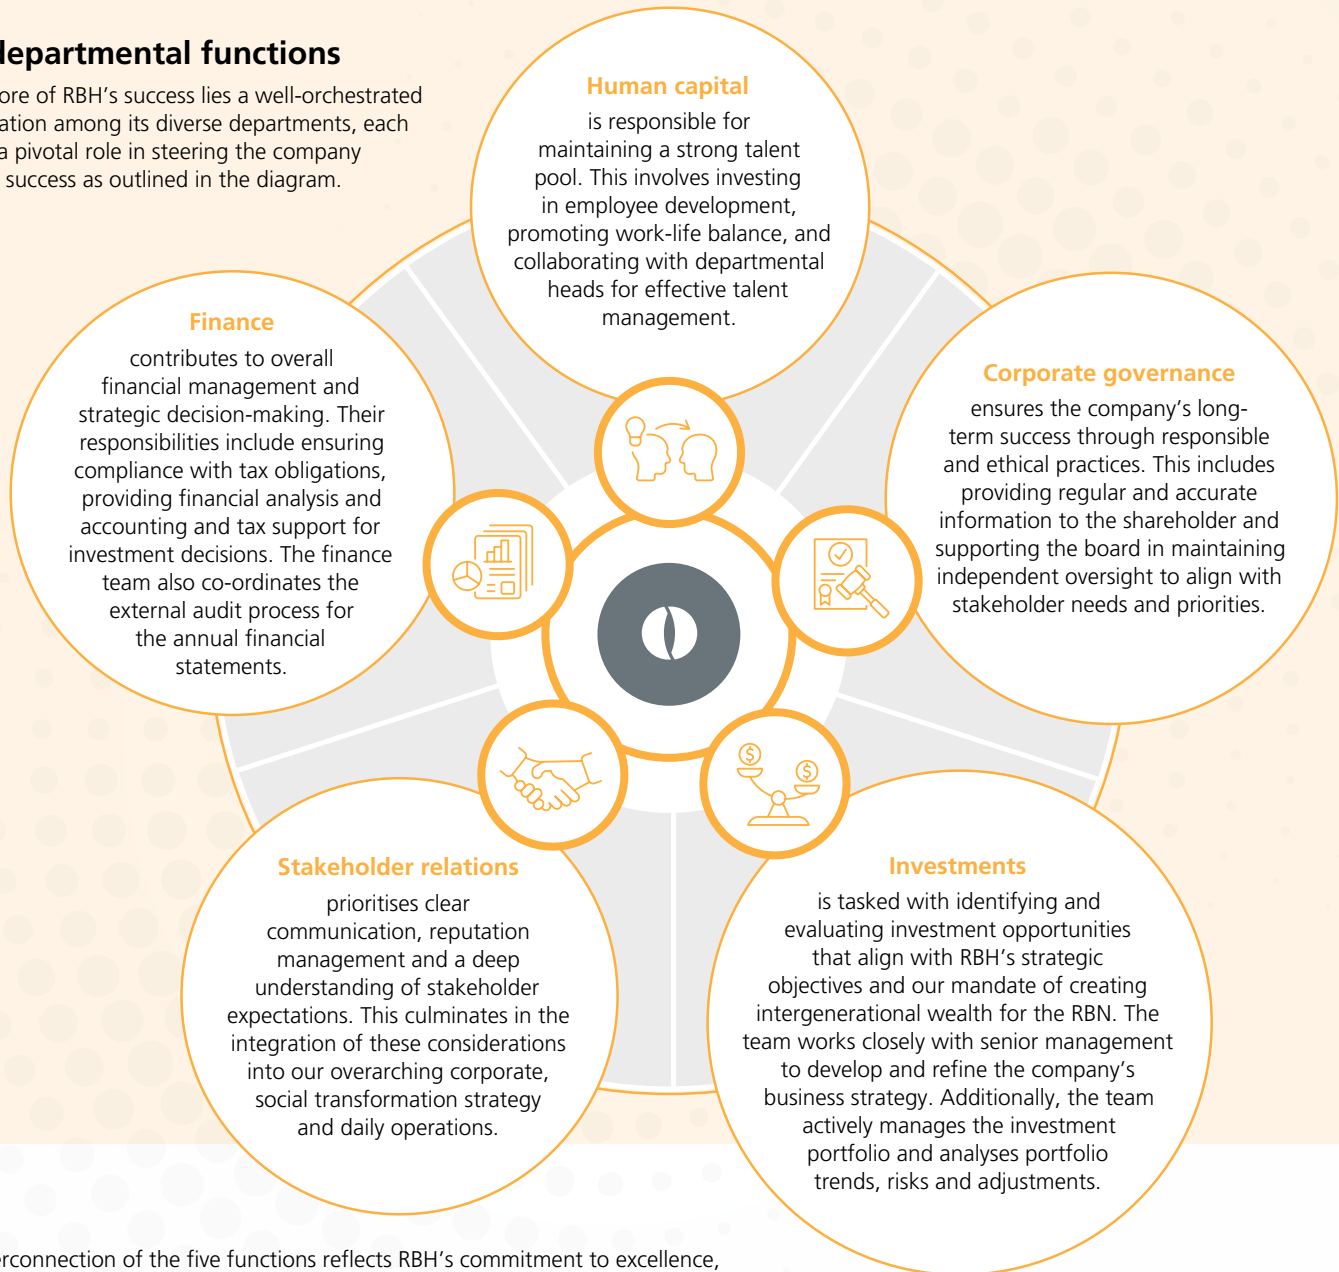 departmental functions
ore of RBH's success lies a well-orchestrated
ation among its diverse departments, each
a pivotal role in steering the company
success as outlined in the diagram.
Human capital
is responsible for
maintaining a strong talent
pool. This involves investing
in employee development,
promoting work-life balance, and
collaborating with departmental
heads for effective talent
management.
Finance
contributes to overall
financial management and
strategic decision-making. Their
responsibilities include ensuring
compliance with tax obligations,
providing financial analysis and
accounting and tax support for
investment decisions. The finance
team also co-ordinates the
external audit process for
the annual financial
statements.
Corporate governance
ensures the company's long-
term success through responsible
and ethical practices. This includes
providing regular and accurate
information to the shareholder and
supporting the board in maintaining
independent oversight to align with
stakeholder needs and priorities.
$
$
Stakeholder relations
prioritises clear
communication, reputation
management and a deep
understanding of stakeholder
expectations. This culminates in the
integration of these considerations
into our overarching corporate,
social transformation strategy
and daily operations.
Investments
is tasked with identifying and
evaluating investment opportunities
that align with RBH's strategic
objectives and our mandate of creating
intergenerational wealth for the RBN. The
team works closely with senior management
to develop and refine the company's
business strategy. Additionally, the team
actively manages the investment
portfolio and analyses portfolio
trends, risks and adjustments.
erconnection of the five functions reflects RBH's commitment to excellence,